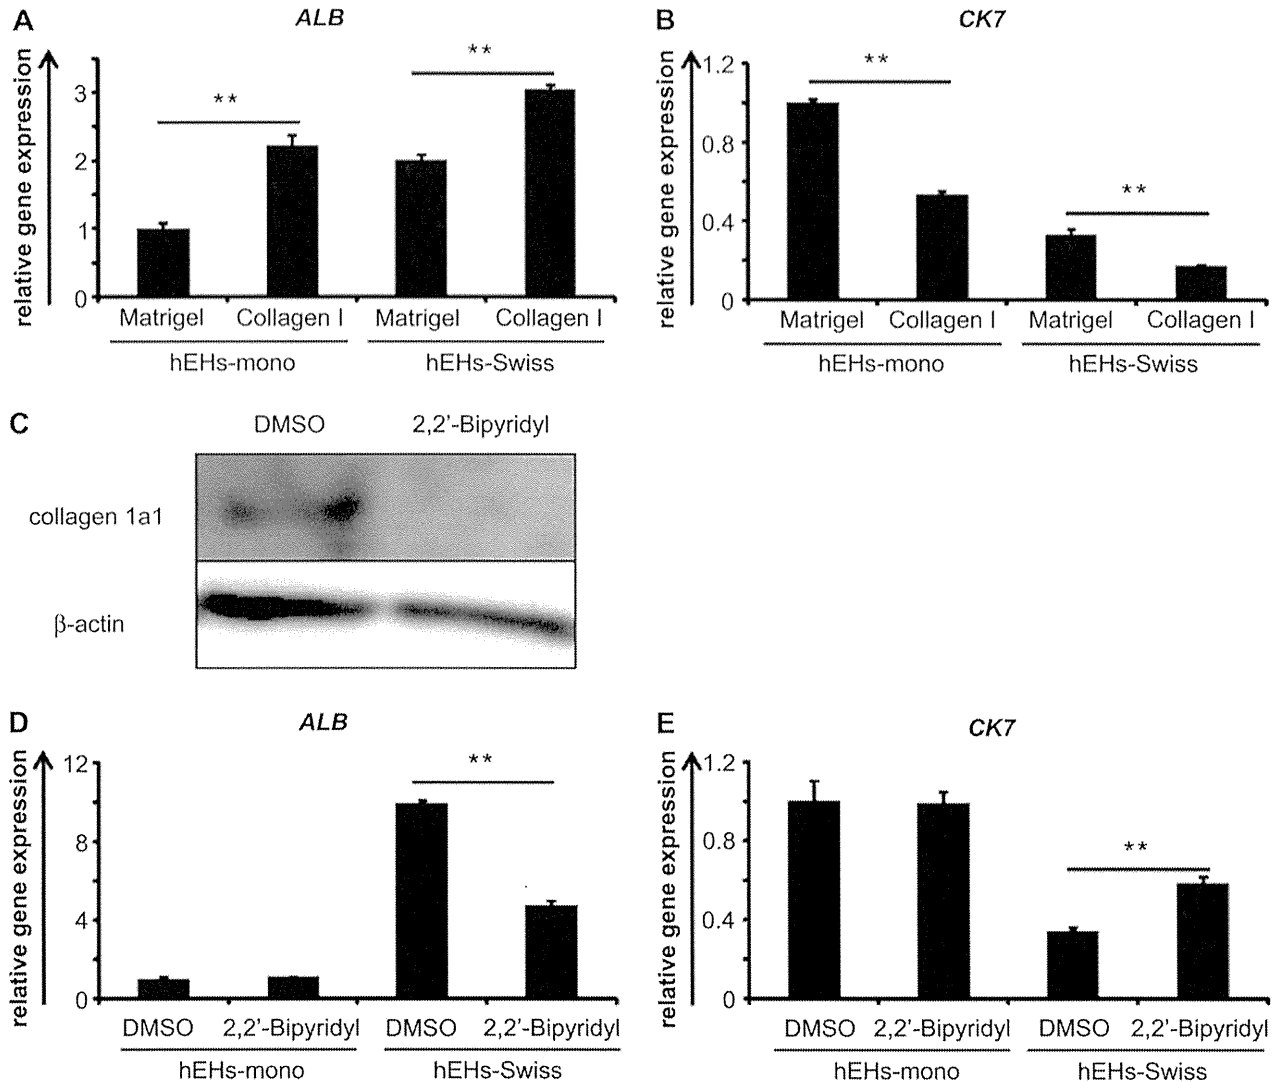 A
ALB
relative gene expression
3
2
1
0
**
**
Matrigel Collagen I Matrigel Collagen I
hEHs-mono hEHs-Swiss
B
CK7
relative gene expression
1.2
0.8
0.4
0
**
**
Matrigel Collagen I Matrigel Collagen I
hEHs-mono hEHs-Swiss
C
DMSO 2,2'-Bipyridyl
collagen 1a1
β-actin
D
ALB
relative gene expression
12
8
4
0
**
DMSO 2,2'-Bipyridyl DMSO 2,2'-Bipyridyl
hEHs-mono hEHs-Swiss
E
CK7
relative gene expression
1.2
0.8
0.4
0
**
DMSO 2,2'-Bipyridyl DMSO 2,2'-Bipyridyl
hEHs-mono hEHs-Swiss